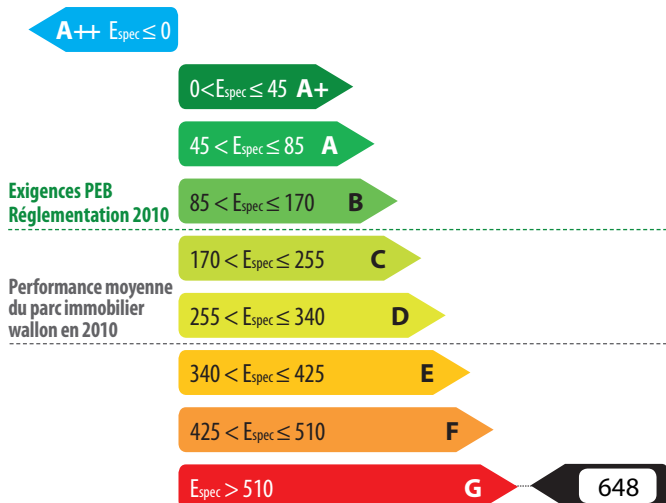 A++ Espec ≤ 0
0<Espec ≤ 45 A+
45 < Espec ≤ 85 A
Exigences PEB
Réglementation 2010
85 < Espec ≤ 170 B
170 < Espec ≤ 255 C
Performance moyenne
du parc immobilier
wallon en 2010
255 < Espec ≤ 340 D
340 < Espec ≤ 425 E
425 < Espec ≤ 510 F
Espec > 510 G 648